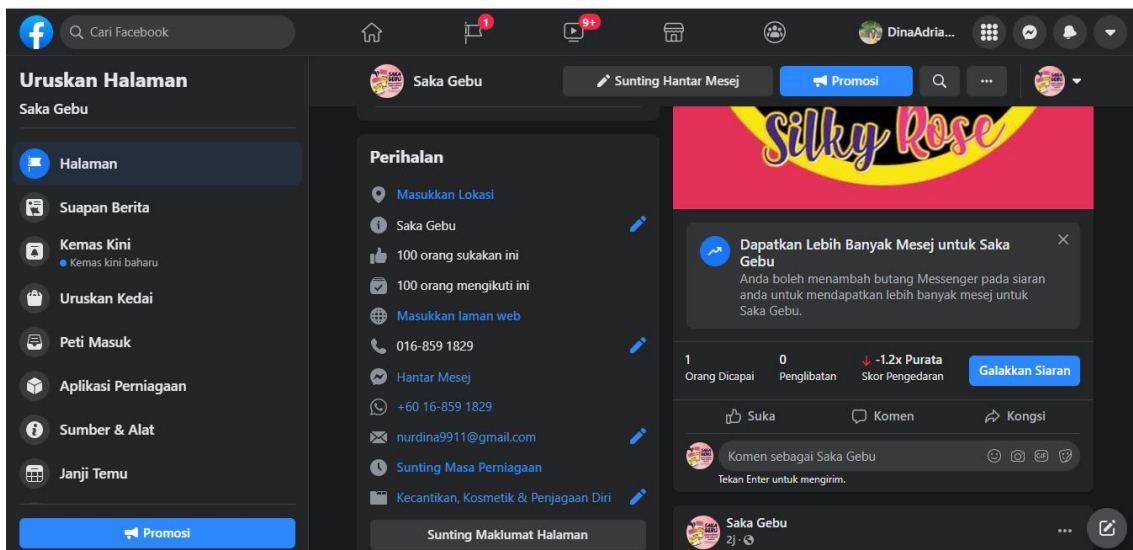 Cari Facebook
1
9+
DinaAdria...
Uruskan Halaman
Saka Gebu
Halaman
Suapan Berita
Kemas Kini
Kemas kini baharu
Uruskan Kedai
Peti Masuk
Aplikasi Perniagaan
Sumber & Alat
Janji Temu
Promosi
Saka Gebu
Sunting Hantar Mesej
Promosi
Perihalan
Masukkan Lokasi
Saka Gebu
100 orang sukakan ini
100 orang mengikuti ini
Masukkan laman web
016-859 1829
Hantar Mesej
+60 16-859 1829
nurdina9911@gmail.com
Sunting Masa Perniagaan
Kecantikan, Kosmetik & Penjagaan Diri
Sunting Maklumat Halaman
Silky Rose
Dapatkan Lebih Banyak Mesej untuk Saka
Gebu
Anda boleh menambah butang Messenger pada siaran
anda untuk mendapatkan lebih banyak mesej untuk
Saka Gebu.
1
Orang Dicapai
0
Penglibatan
-1.2x Purata
Skor Pengedaran
Galakkan Siaran
Suka
Komen
Kongsi
Komen sebagai Saka Gebu
GIF
Tekan Enter untuk mengirim.
Saka Gebu
2j